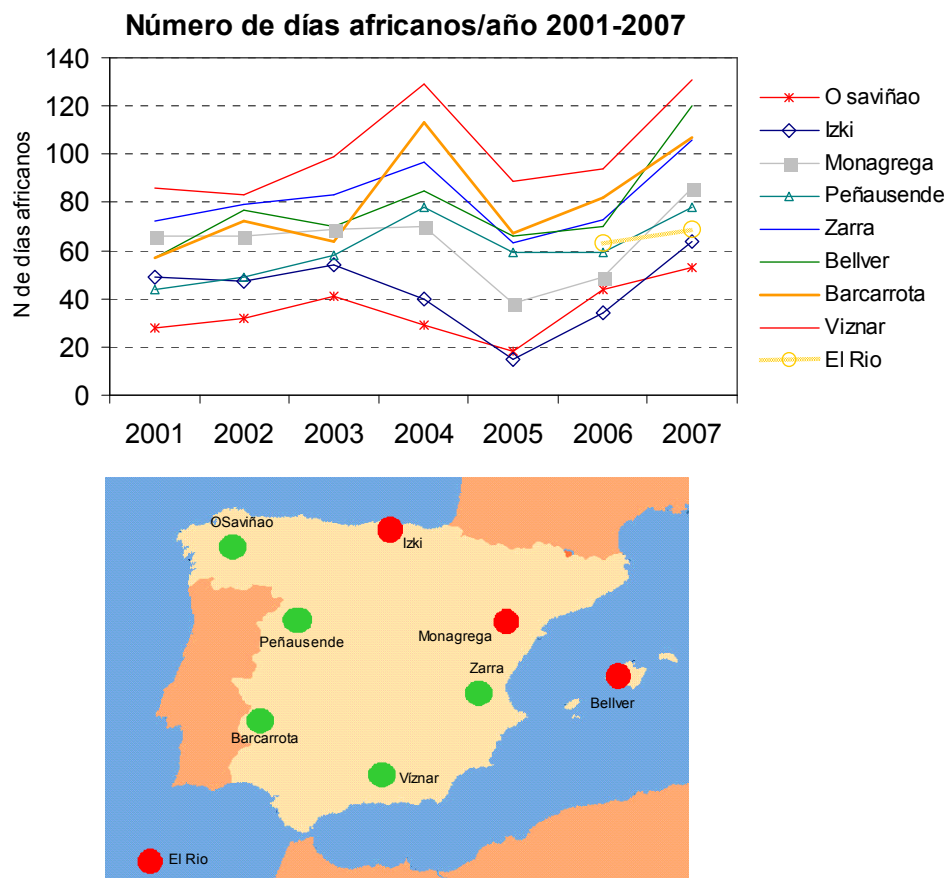 Número de días africanos/año 2001-2007
N de días africanos
140
120
100
80
60
40
20
0
2001 2002 2003 2004 2005 2006 2007
O saviñao
Izki
Monagrega
Peñausende
Zarra
Bellver
Barcarrota
Viznar
El Rio
OSaviñao
Izki
Peñausende
Monagrega
Zarra
Bellver
Barcarrota
Víznar
El Rio